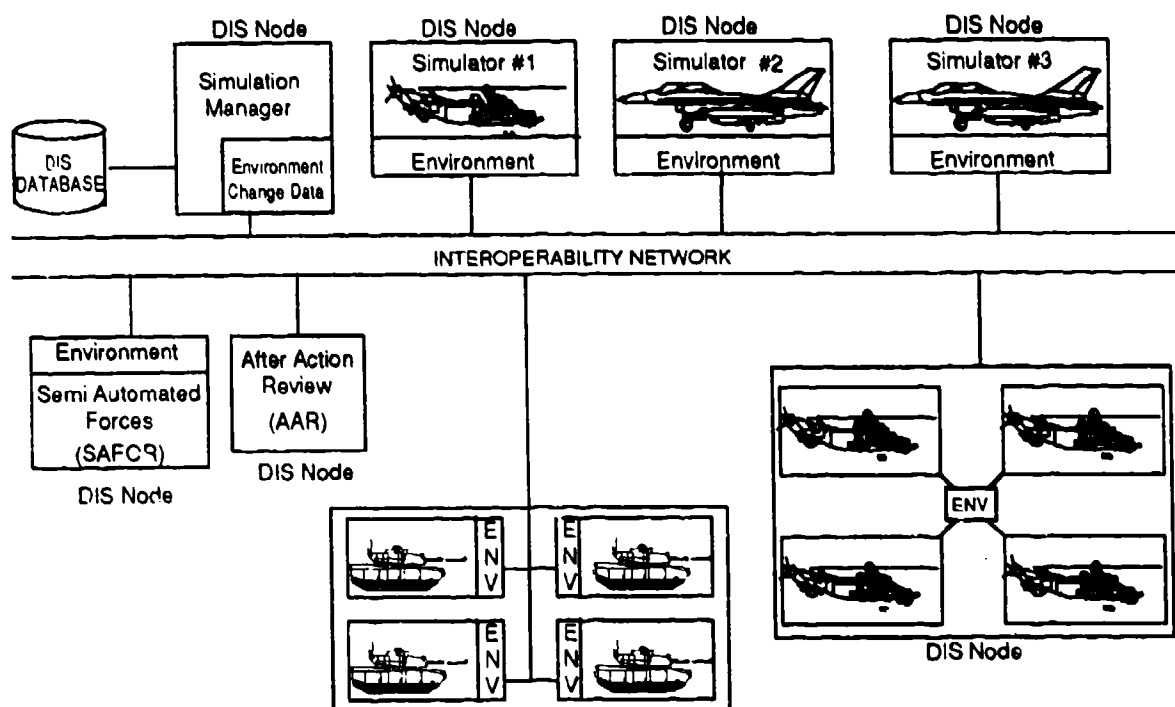 DIS Node
Simulation
Manager
Environment
Change Data
DIS
DATABASE
DIS Node
Simulator #1
Environment
DIS Node
Simulator #2
Environment
DIS Node
Simulator #3
Environment
INTEROPERABILITY NETWORK
Environment
Semi Automated
Forces
(SAFCR)
DIS Node
After Action
Review
(AAR)
DIS Node
E
N
V
E
N
V
E
N
V
E
N
V
ENV
DIS Node